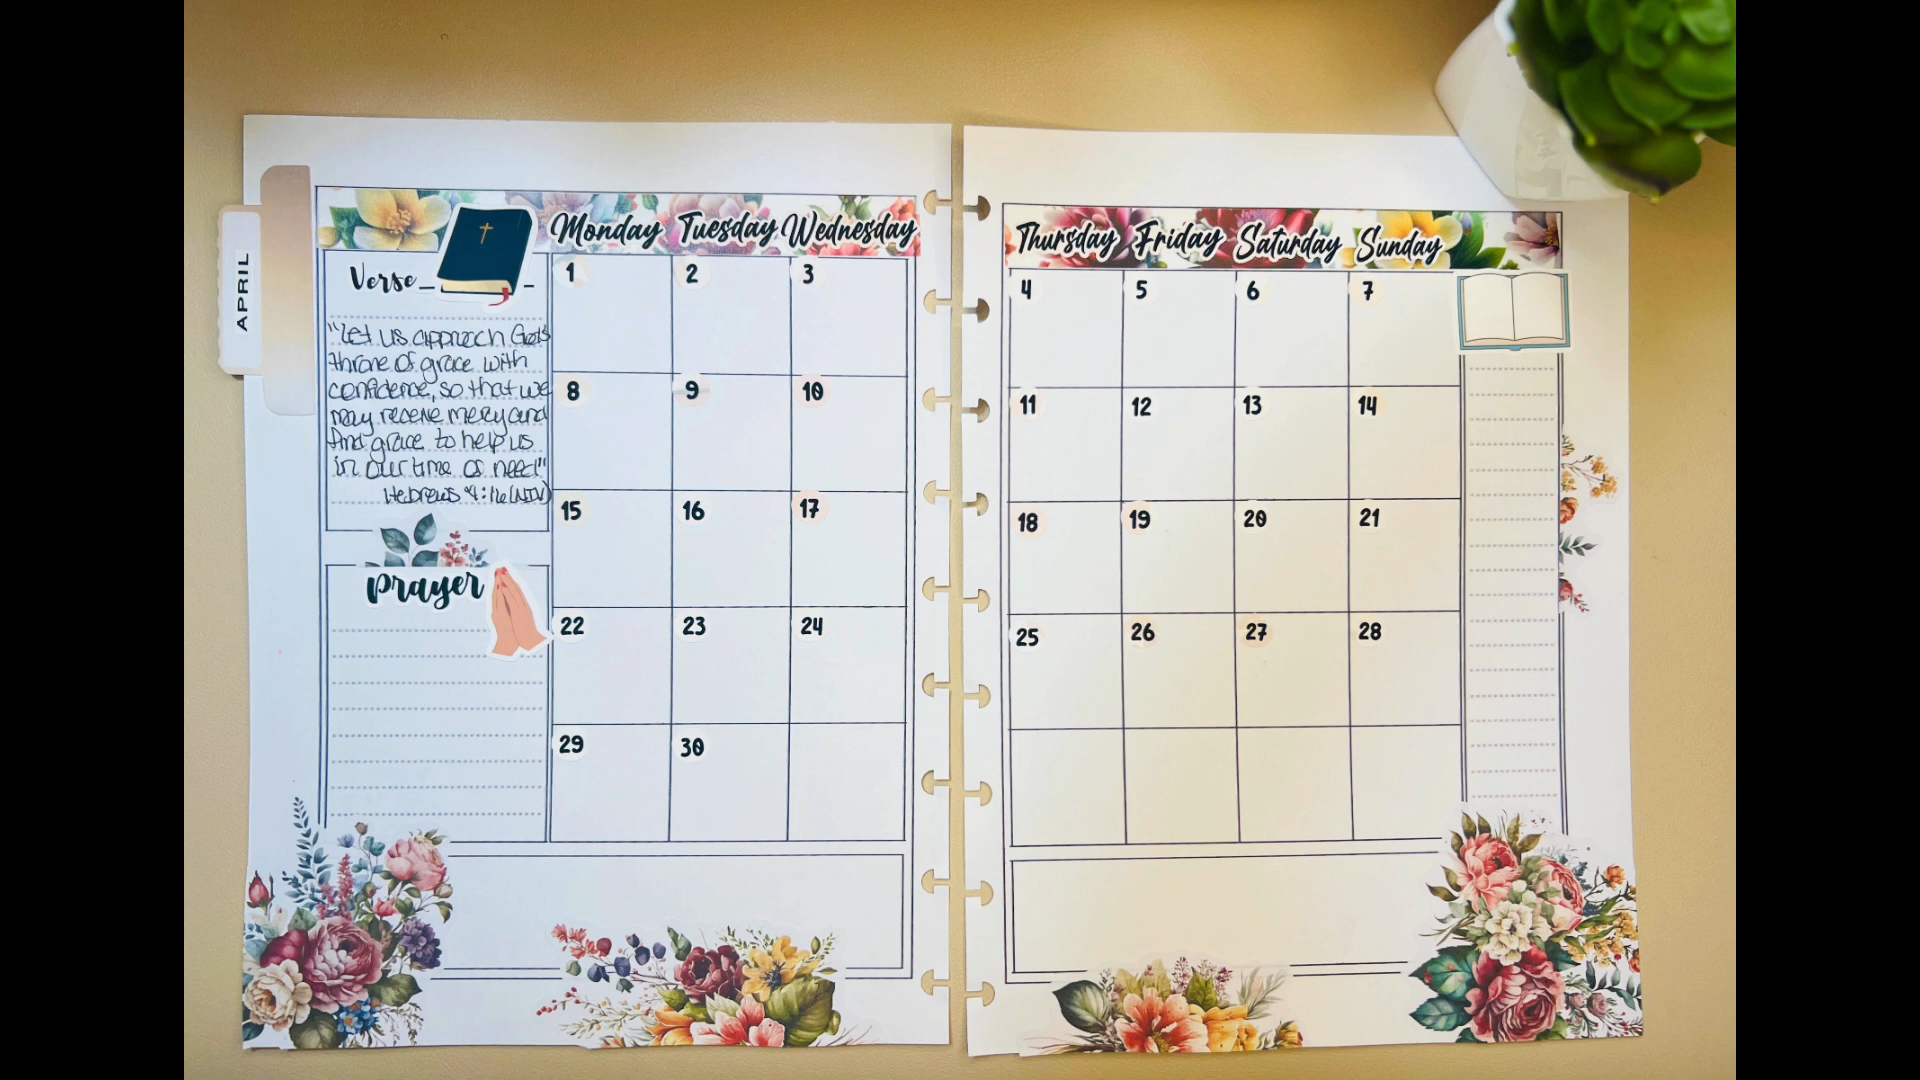 APRIL
Monday Tuesday Wednesday Thursday Friday Saturday Sunday
Verse
"Let us approach God's
throne of grace with
confidence, so that we
may receive mercy and
find grace to help us
in our time of need"
Hebrews 4:16 (NIV)
Prayer
1 2 3 4 5 6 7
8 9 10 11 12 13 14
15 16 17 18 19 20 21
22 23 24 25 26 27 28
29 30